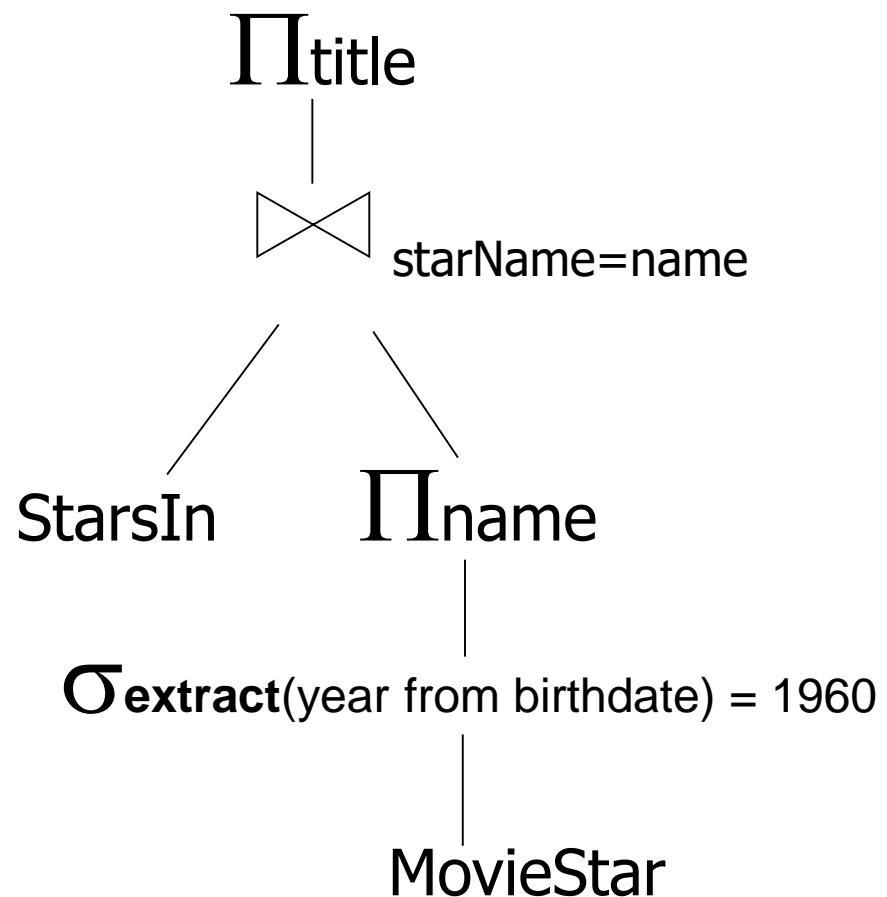 Πtitle
⋈ starName=name
StarsIn
Πname
σextract(year from birthdate) = 1960
MovieStar